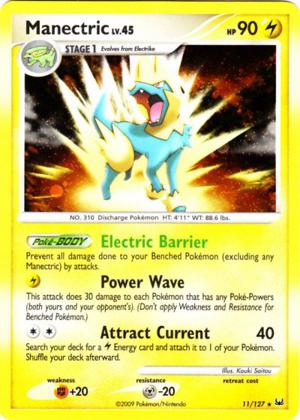 Manectric LV.45
HP 90
STAGE 1 Evolves from Electrike
NO. 310 Discharge Pokémon HT: 4'11" WT: 88.6 lbs.
Poké-BODY Electric Barrier
Prevent all damage done to your Benched Pokémon (excluding any
Manectric) by attacks.
Power Wave
This attack does 30 damage to each Pokémon that has any Poké-Powers
(both yours and your opponent's). (Don't apply Weakness and Resistance for
Benched Pokémon.)
Attract Current 40
Search your deck for a Energy card and attach it to 1 of your Pokémon.
Shuffle your deck afterward.
Illus. Kouki Saitou
11/127
weakness resistance retreat cost
+20 -20
©2009 Pokémon/Nintendo